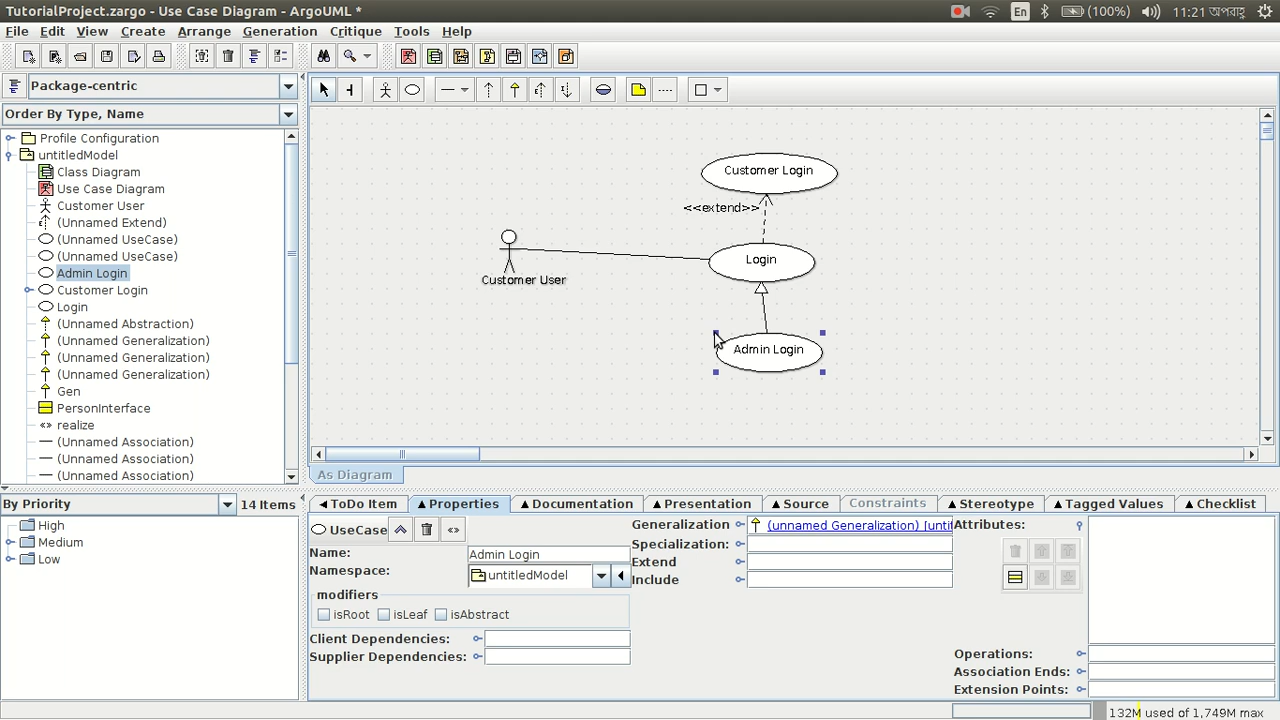 TutorialProject.zargo - Use Case Diagram - ArgoUML *
En (100%) 11:21 অপরাহ্ণ
File Edit View Create Arrange Generation Critique Tools Help
Package-centric
Order By Type, Name
Profile Configuration
untitledModel
Class Diagram
Use Case Diagram
Customer User
(Unnamed Extend)
(Unnamed UseCase)
(Unnamed UseCase)
Admin Login
Customer Login
Login
(Unnamed Abstraction)
(Unnamed Generalization)
(Unnamed Generalization)
(Unnamed Generalization)
Gen
PersonInterface
realize
(Unnamed Association)
(Unnamed Association)
(Unnamed Association)
Customer Login
<<extend>>
Login
Customer User
Admin Login
As Diagram
By Priority 14 Items
High
Medium
Low
ToDo Item Properties Documentation Presentation Source Constraints Stereotype Tagged Values Checklist
UseCase
Name: Admin Login
Namespace: untitledModel
modifiers
isRoot isLeaf isAbstract
Client Dependencies:
Supplier Dependencies:
Generalization (unnamed Generalization) [unti
Specialization:
Extend
Include
Attributes:
Operations:
Association Ends:
Extension Points:
132M used of 1,749M max